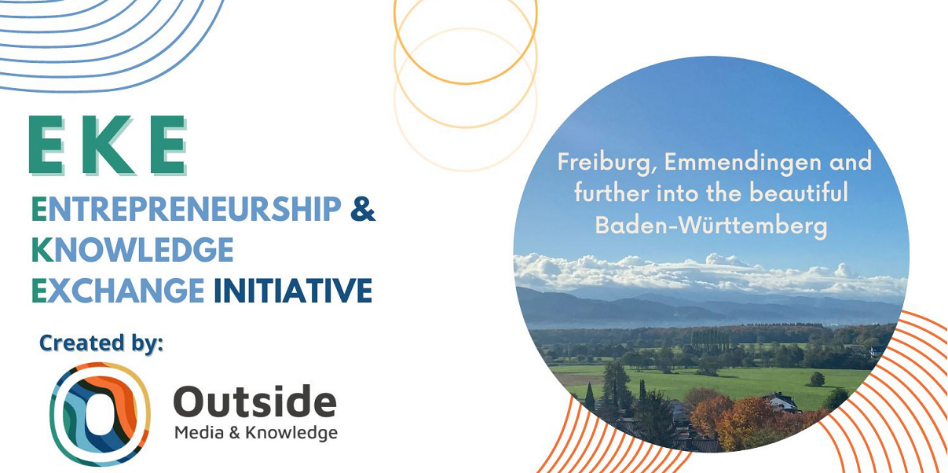 EKE
ENTREPRENEURSHIP &
KNOWLEDGE
EXCHANGE INITIATIVE
Created by:
Outside
Media & Knowledge
Freiburg, Emmendingen and
further into the beautiful
Baden-Württemberg